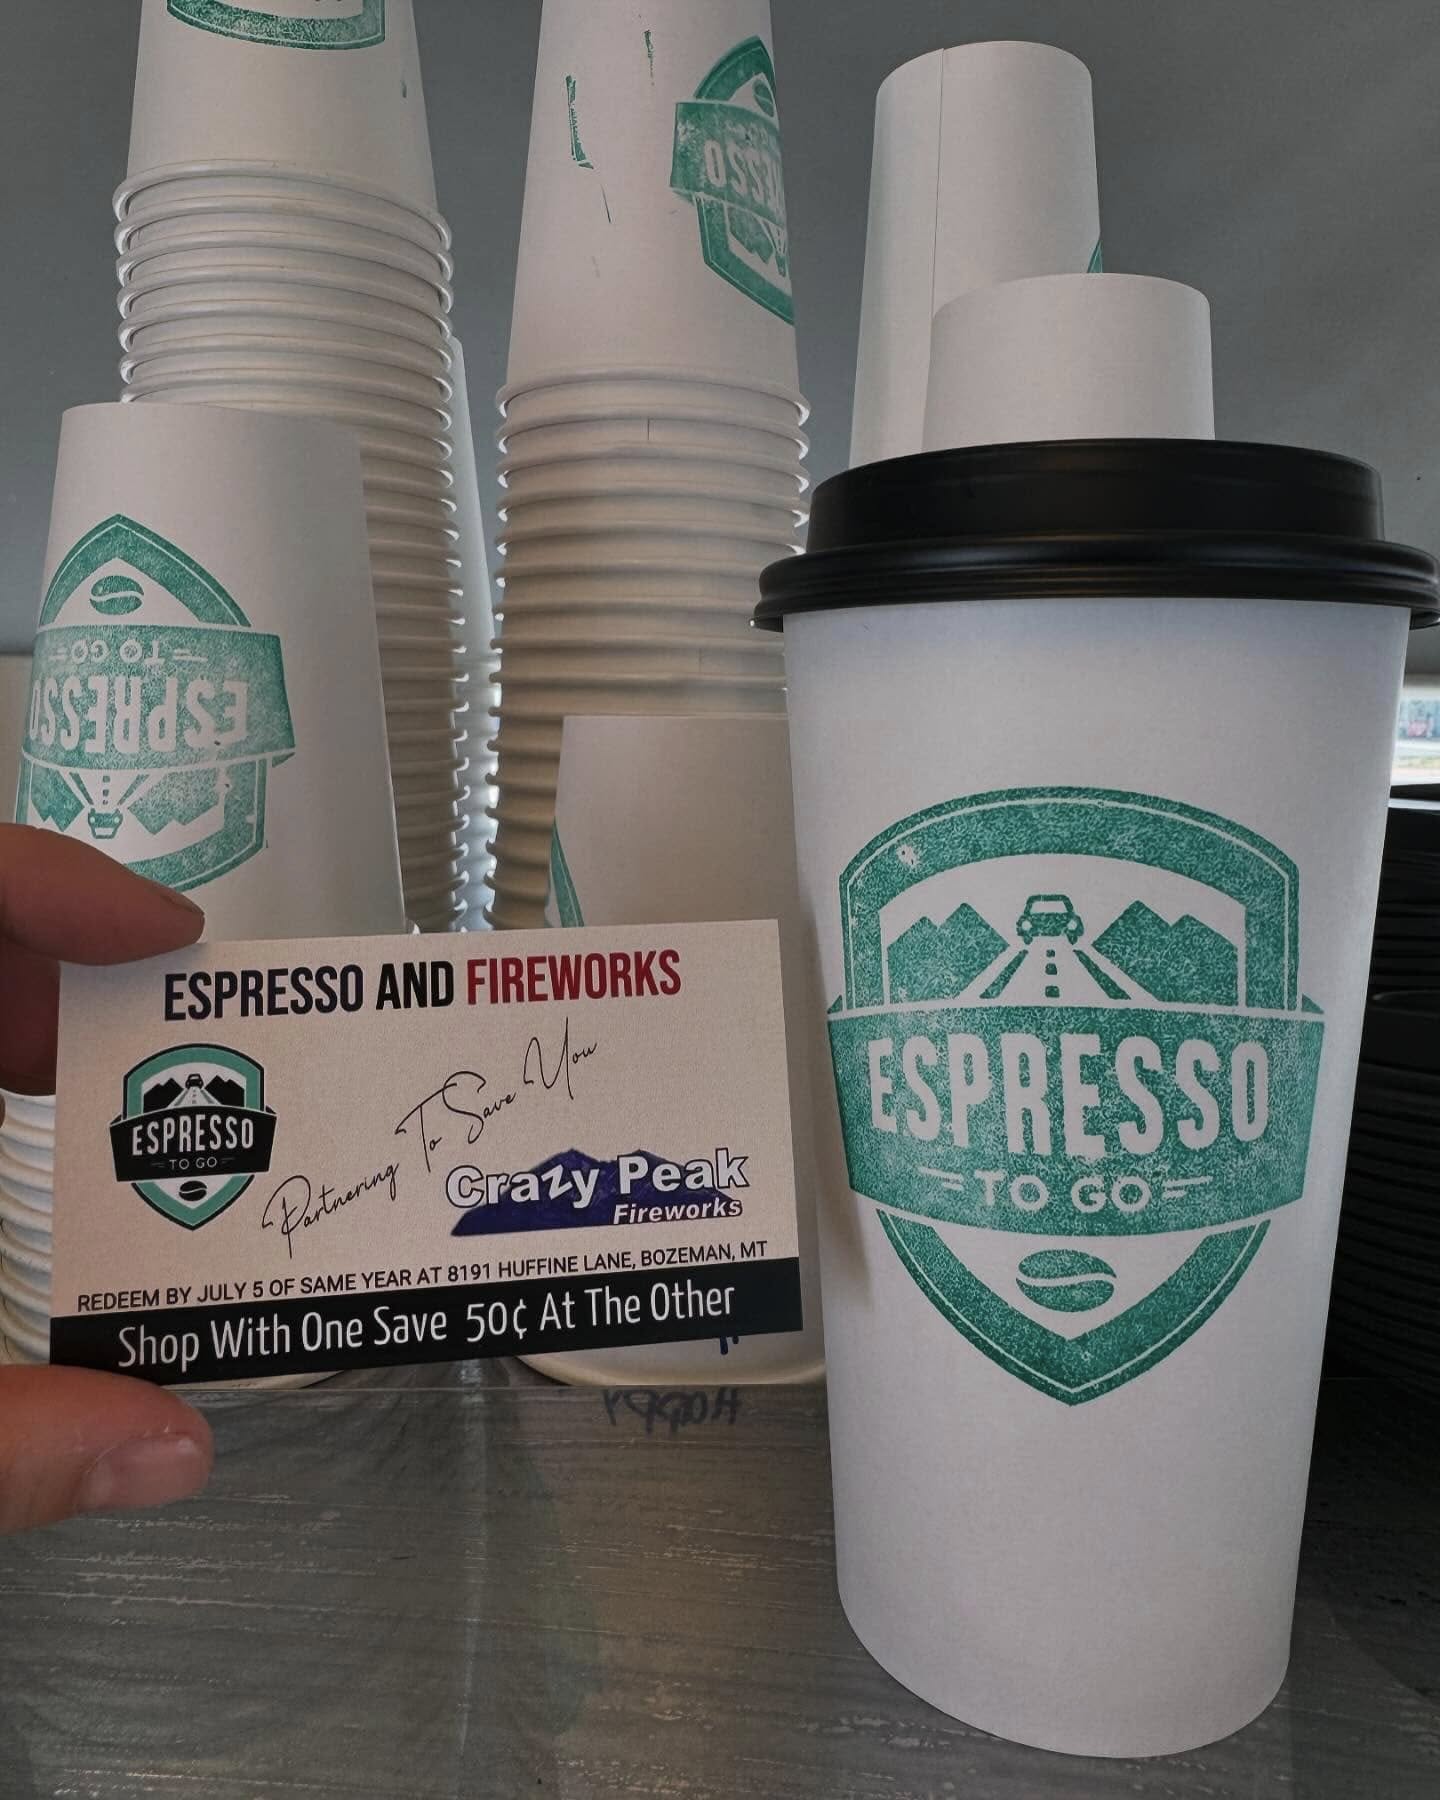 ESPRESSO
ESPRESSO
TO GO
ESPRESSO AND FIREWORKS
Partnering To Save You
ESPRESSO
TO GO
Crazy Peak
Fireworks
REDEEM BY JULY 5 OF SAME YEAR AT 8191 HUFFINE LANE, BOZEMAN, MT
Shop With One Save 50¢ At The Other
Happy
ESPRESSO
TO GO